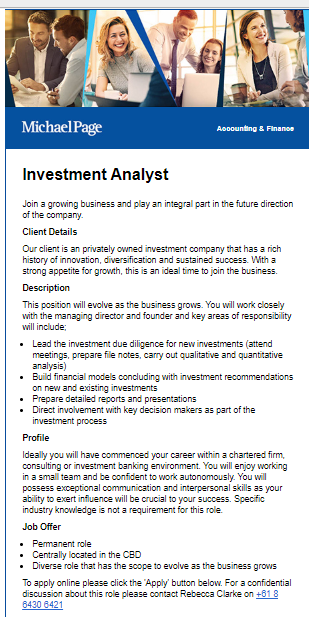 MichaelPage
Accounting & Finance
Investment Analyst
Join a growing business and play an integral part in the future direction
of the company.
Client Details
Our client is an privately owned investment company that has a rich
history of innovation, diversification and sustained success. With a
strong appetite for growth, this is an ideal time to join the business.
Description
This position will evolve as the business grows. You will work closely
with the managing director and founder and key areas of responsibility
will include;
• Lead the investment due diligence for new investments (attend
meetings, prepare file notes, carry out qualitative and quantitative
analysis)
• Build financial models concluding with investment recommendations
on new and existing investments
• Prepare detailed reports and presentations
• Direct involvement with key decision makers as part of the
investment process
Profile
Ideally you will have commenced your career within a chartered firm,
consulting or investment banking environment. You will enjoy working
in a small team and be confident to work autonomously. You will
possess exceptional communication and interpersonal skills as your
ability to exert influence will be crucial to your success. Specific
industry knowledge is not a requirement for this role.
Job Offer
• Permanent role
• Centrally located in the CBD
• Diverse role that has the scope to evolve as the business grows
To apply online please click the 'Apply' button below. For a confidential
discussion about this role please contact Rebecca Clarke on +61 8
6430 6421